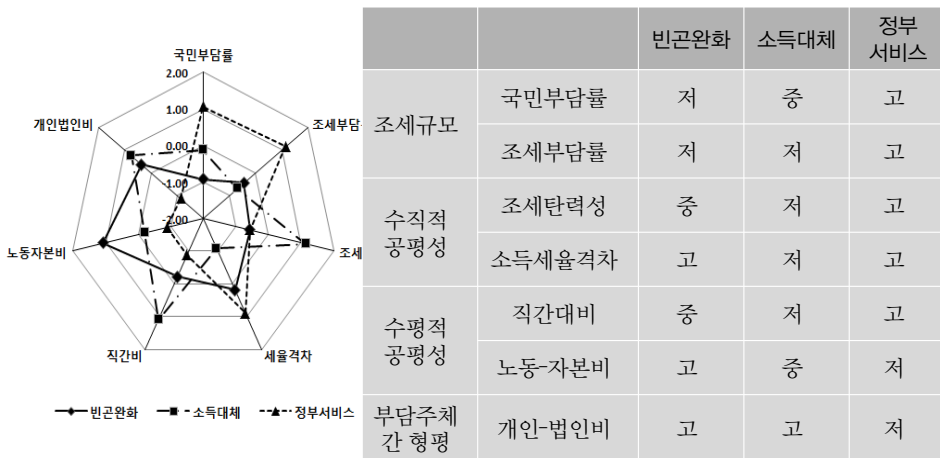 국민부담률
2.00
1.00
0.00
-1.00
-2.00
개인법인비
조세부담
노동자본비
조세
직간비
세율격차
빈곤완화 소득대체 정부서비스
빈곤완화 소득대체 정부
서비스
조세규모 국민부담률 저 중 고
조세부담률 저 저 고
수직적
공평성
조세탄력성 중 저 고
소득세율격차 고 저 고
수평적
공평성
직간대비 중 저 고
노동-자본비 고 중 저
부담주체
간 형평
개인-법인비 고 고 저